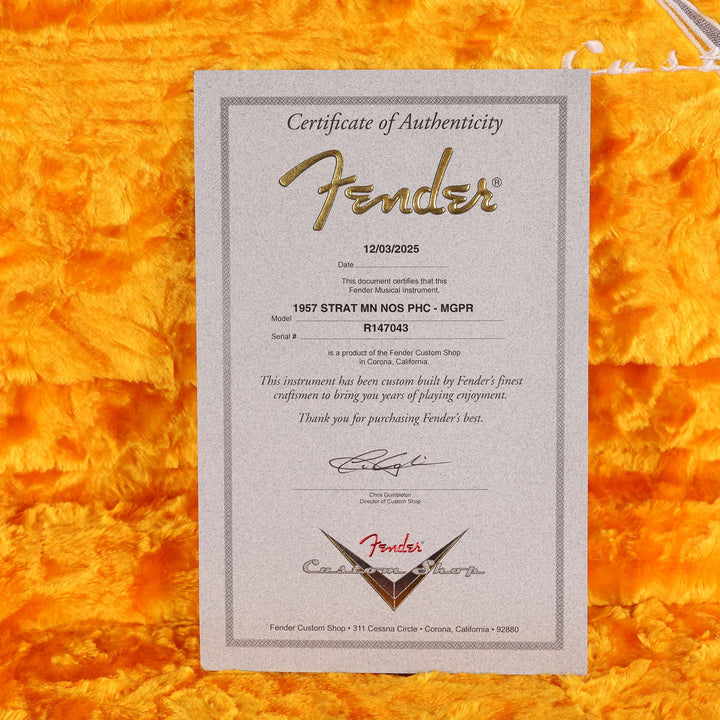 Custom
Certificate of Authenticity
Fender®
12/03/2025
Date
This document certifies that this
Fender Musical Instrument,
1957 STRAT MN NOS PHC - MGPR
Model
R147043
Serial #
is a product of the Fender Custom Shop
in Corona, California.
This instrument has been custom built by Fender's finest
craftsmen to bring you years of playing enjoyment.
Thank you for purchasing Fender's best.
Chris Gumbleton
Director of Custom Shop
Fender
Custom Shop
Fender Custom Shop • 311 Cessna Circle • Corona, California • 92880